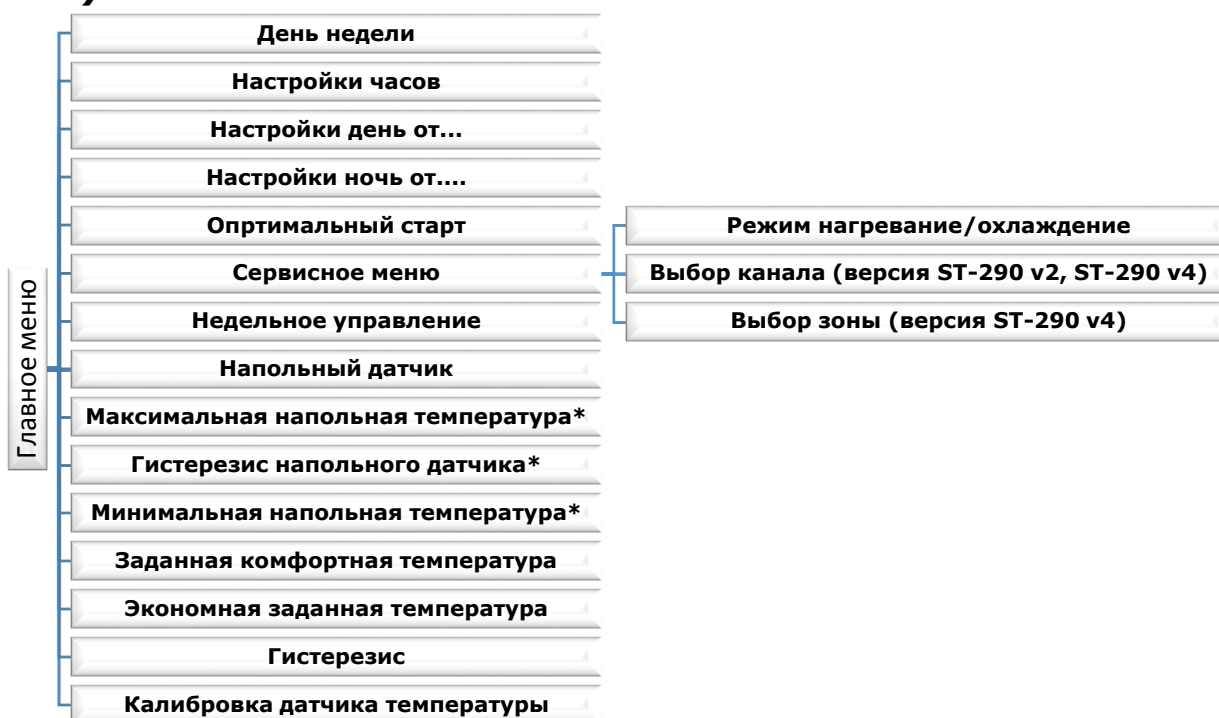 Главное меню
День недели
Настройки часов
Настройки день от...
Настройки ночь от....
Опртимальный старт
Сервисное меню
Режим нагревание/охлаждение
Выбор канала (версия ST-290 v2, ST-290 v4)
Выбор зоны (версия ST-290 v4)
Недельное управление
Напольный датчик
Максимальная напольная температура*
Гистерезис напольного датчика*
Минимальная напольная температура*
Заданная комфортная температура
Экономная заданная температура
Гистерезис
Калибровка датчика температуры